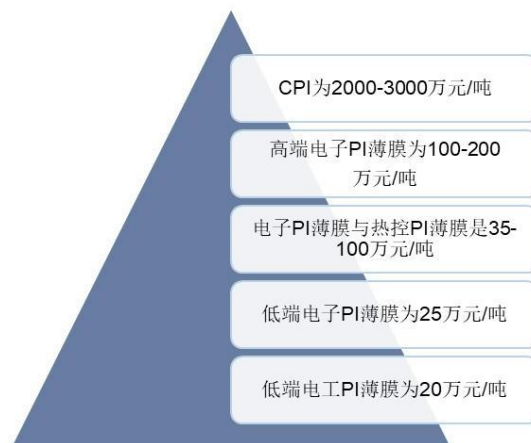 CPI为2000-3000万元/吨
高端电子PI薄膜为100-200
万元/吨
电子PI薄膜与热控PI薄膜是35-
100万元/吨
低端电子PI薄膜为25万元/吨
低端电工PI薄膜为20万元/吨